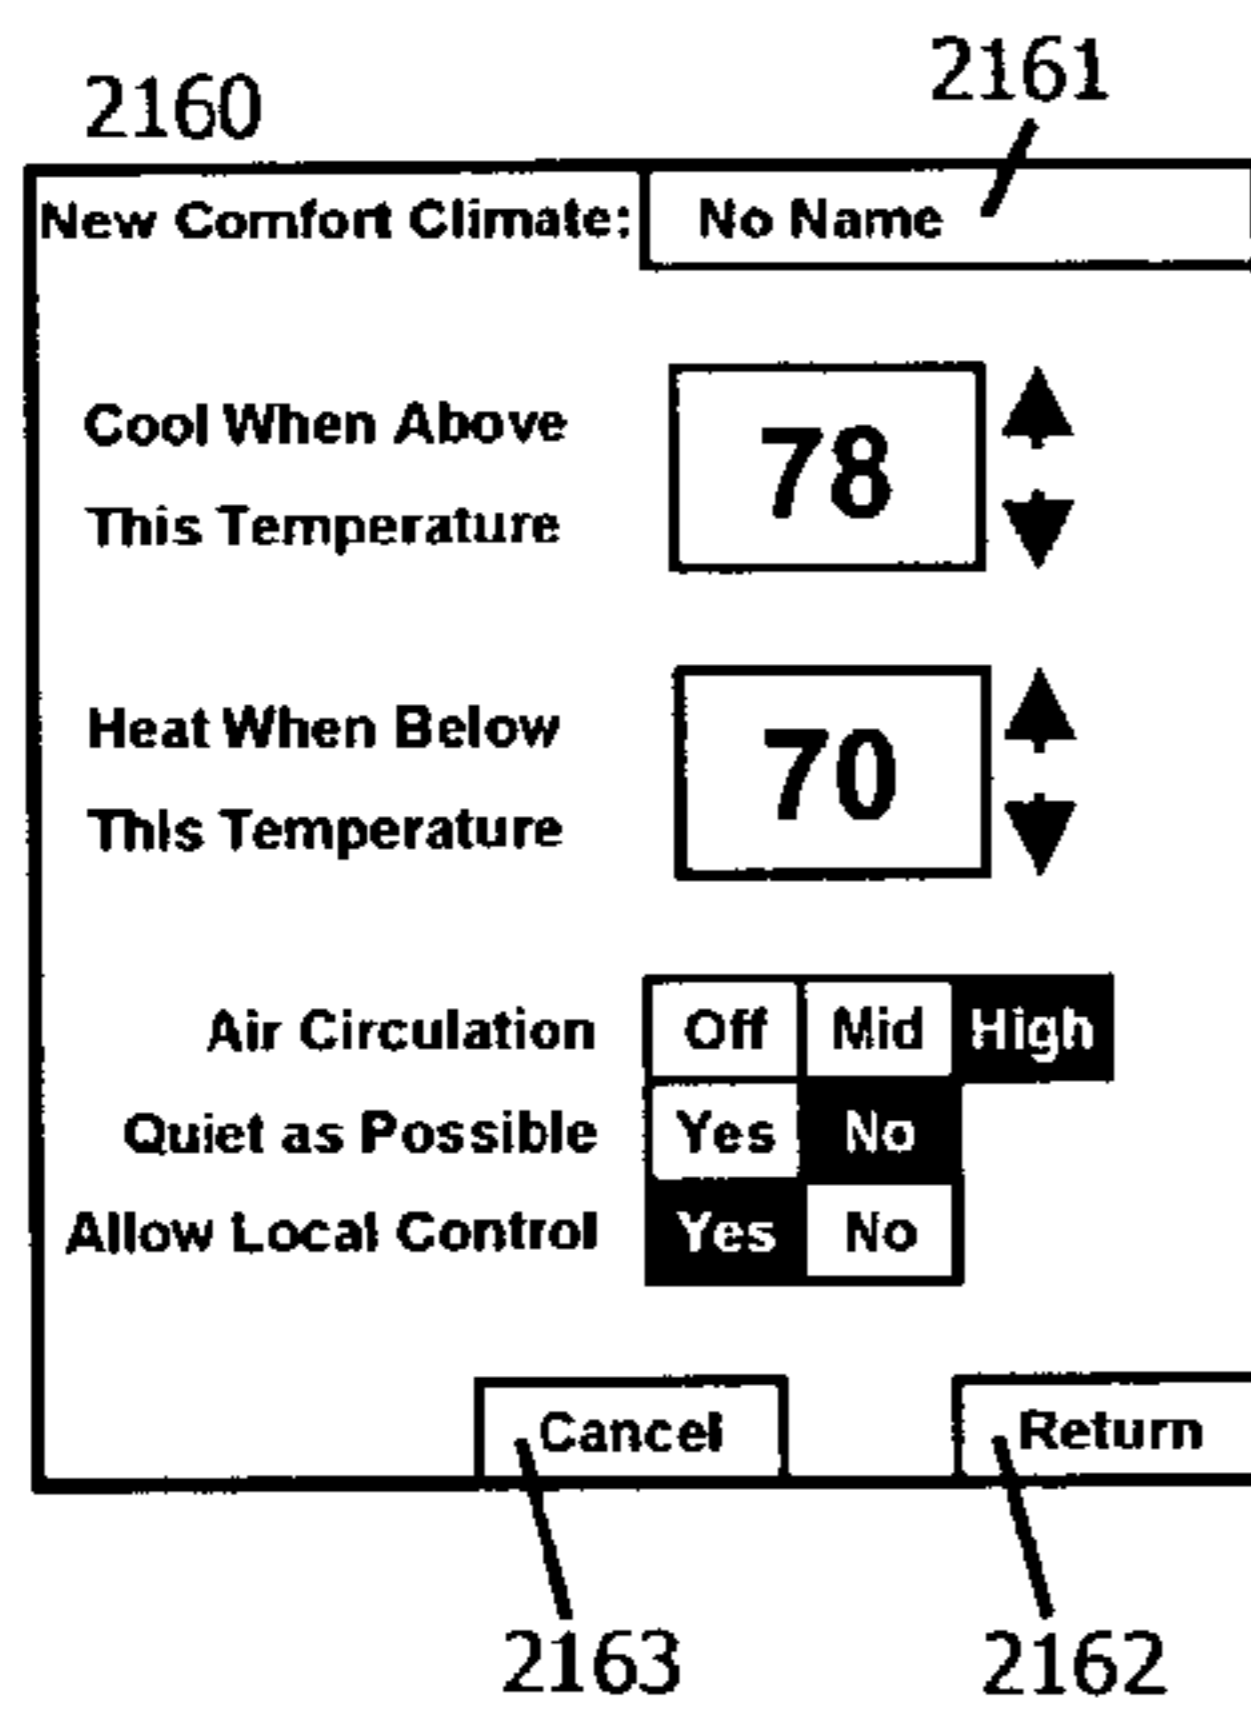 2160
2161
New Comfort Climate: No Name
Cool When Above
This Temperature
78
Heat When Below
This Temperature
70
Air Circulation Off Mid High
Quiet as Possible Yes No
Allow Local Control Yes No
Cancel Return
2163 2162